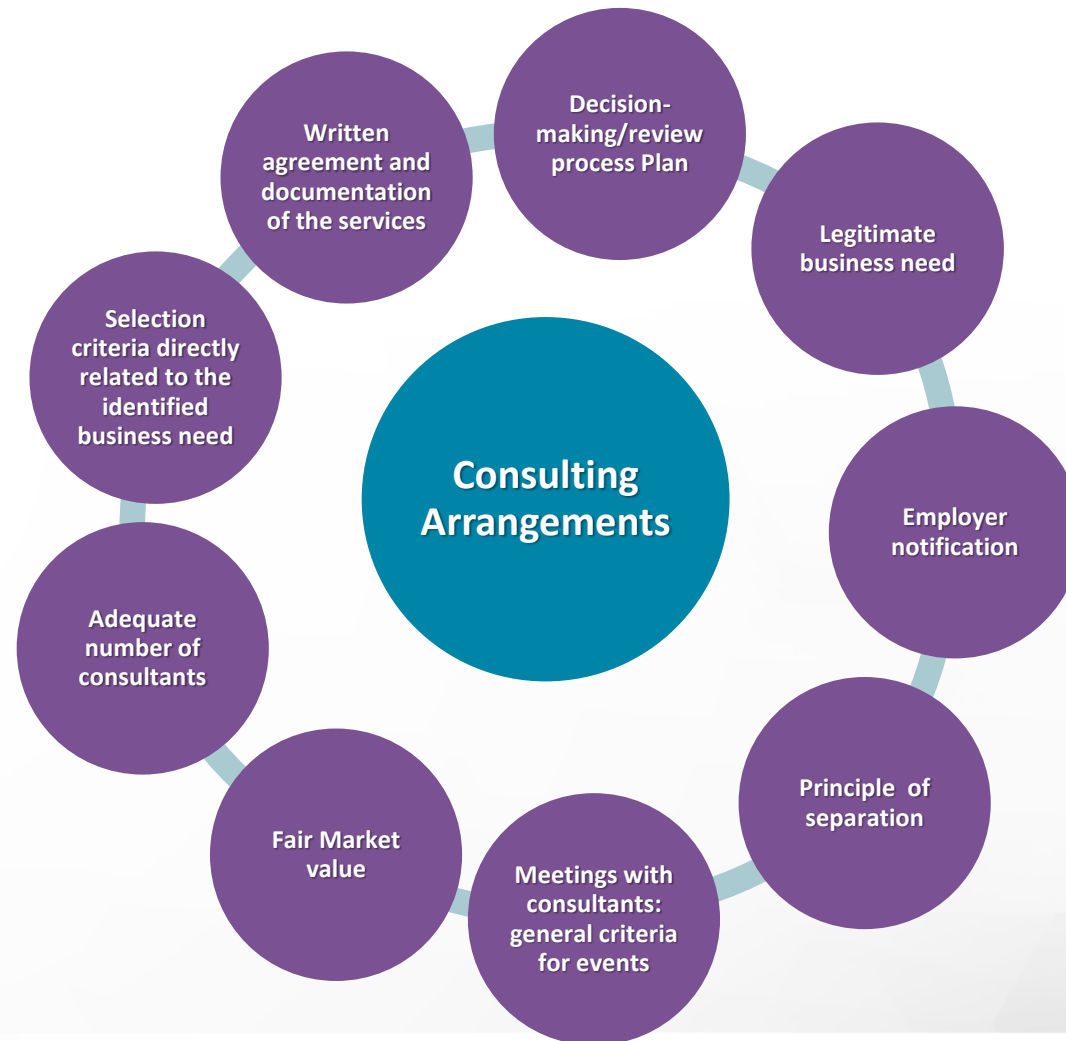 Decision-
making/review
process Plan
Legitimate
business need
Employer
notification
Principle  of
separation
Meetings with
consultants:
general criteria
for events
Fair Market
value
Adequate
number of
consultants
Selection
criteria directly
related to the
identified
business need
Written
agreement and
documentation
of the services
Consulting
Arrangements